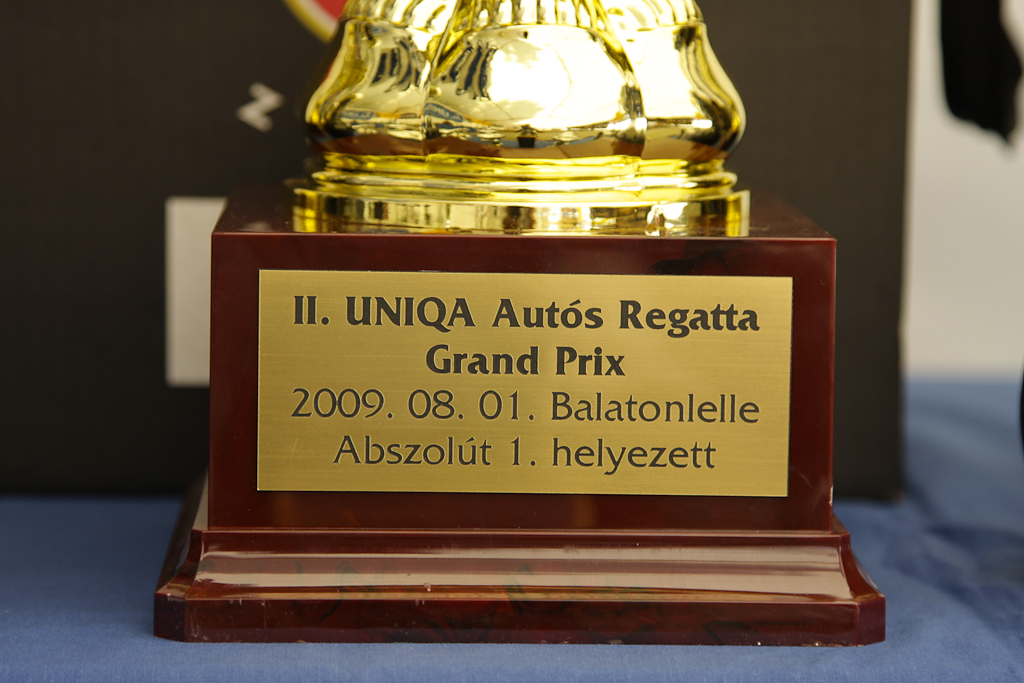 II. UNIQA Autós Regatta
Grand Prix
2009. 08. 01. Balatonlelle
Abszolút 1. helyezett